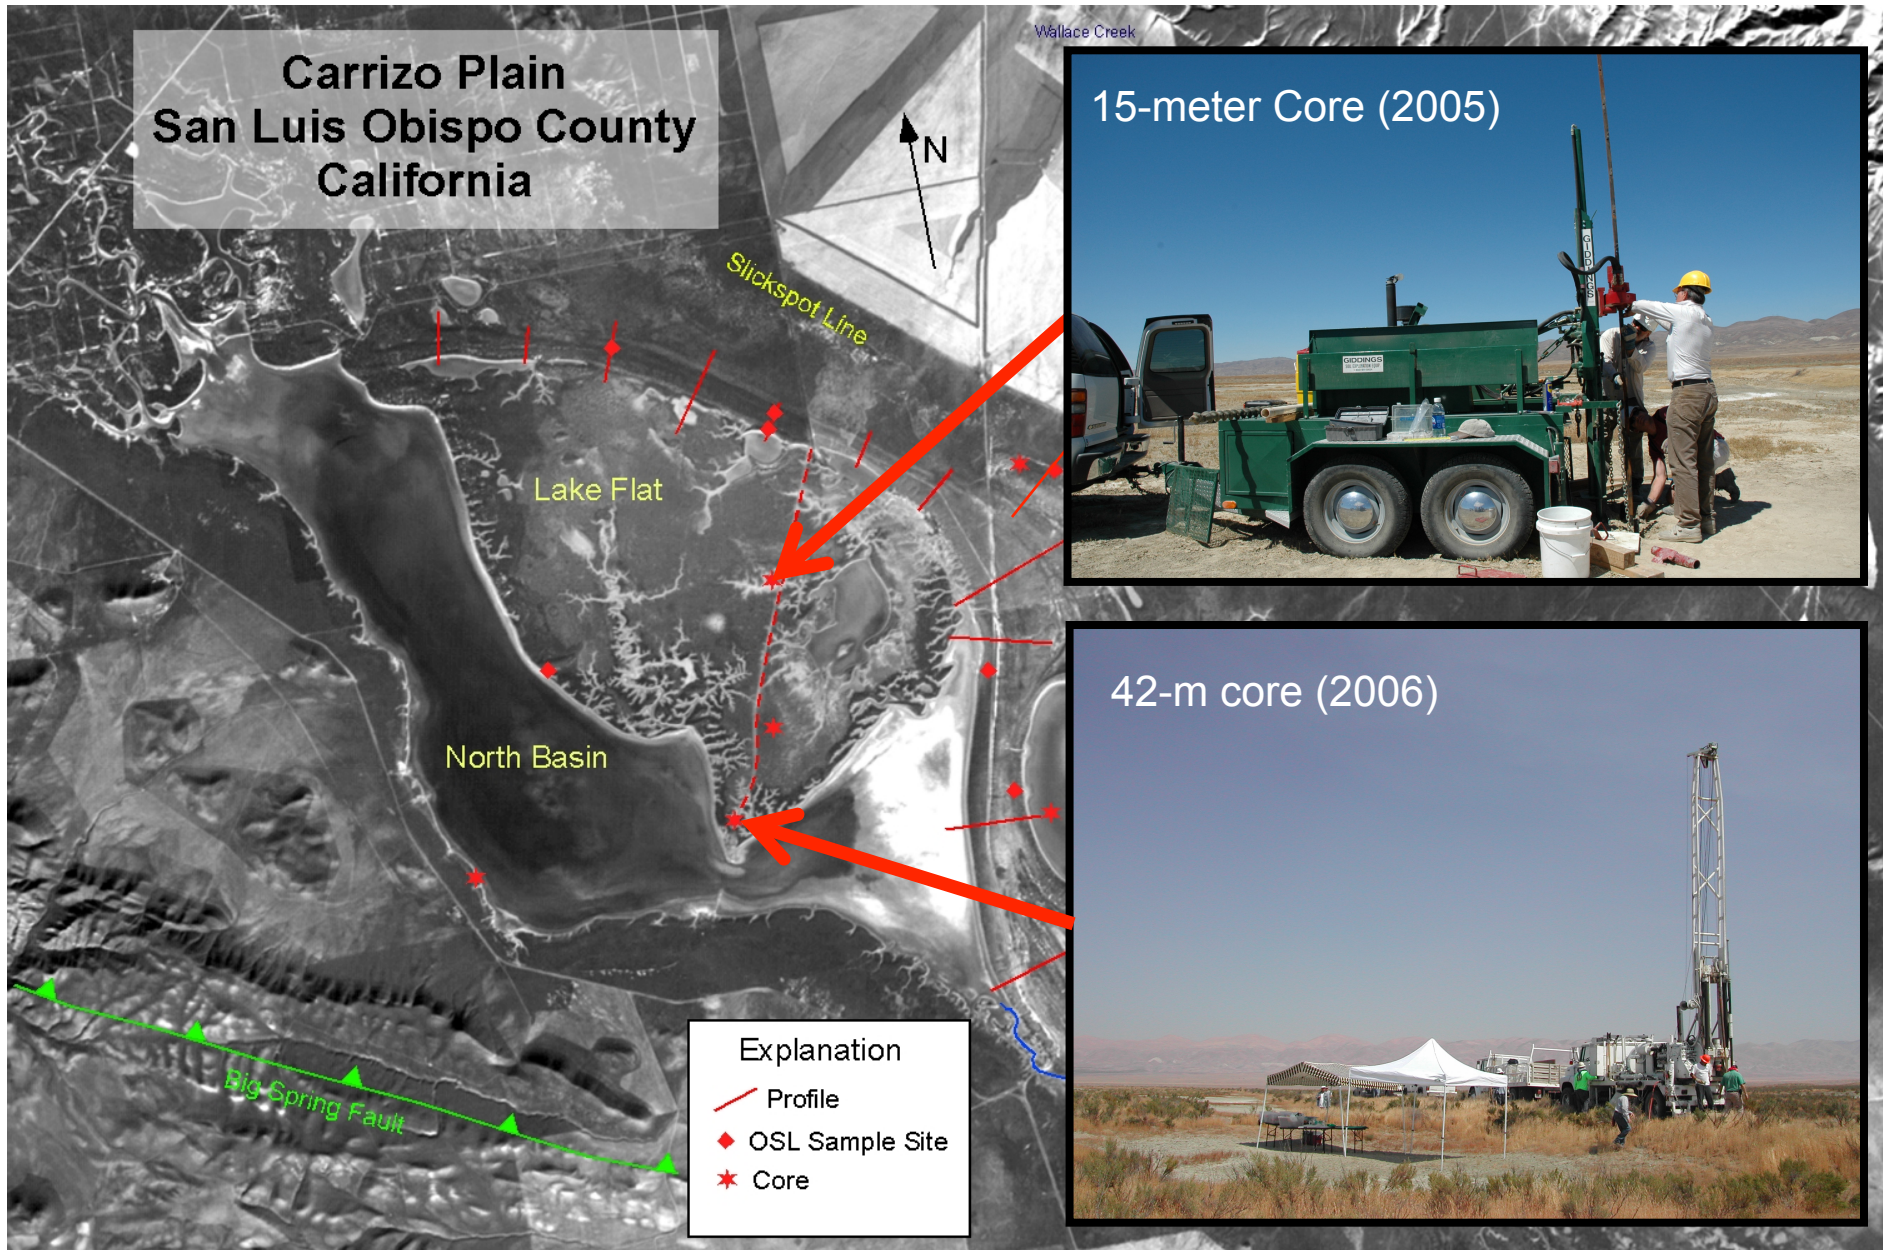 Carrizo Plain
San Luis Obispo County
California
Wallace Creek
N
Slickspot Line
Lake Flat
North Basin
Big Spring Fault
Explanation
Profile
OSL Sample Site
Core
15-meter Core (2005)
GIDDINGS
GIDDINGS
42-m core (2006)